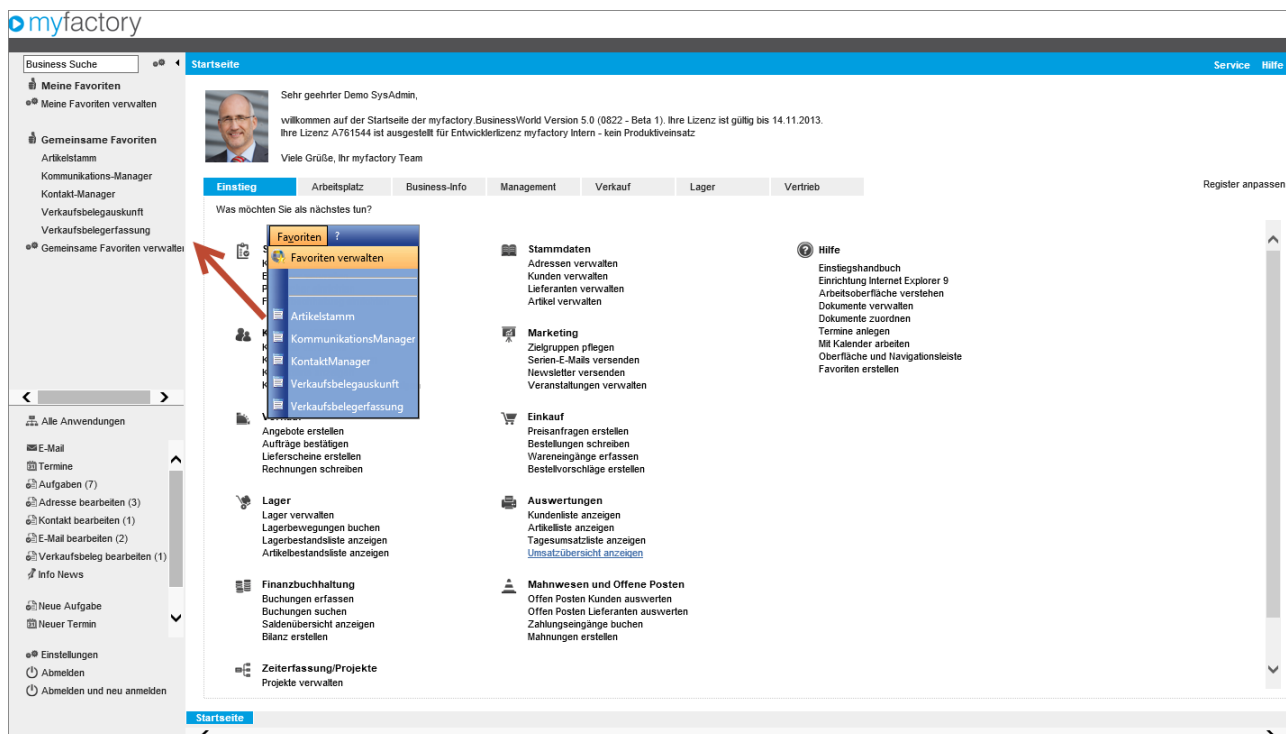 myfactory
Business Suche
Startseite
Service Hilfe
Meine Favoriten
Meine Favoriten verwalten
Gemeinsame Favoriten
Artikelstamm
Kommunikations-Manager
Kontakt-Manager
Verkaufsbelegauskunft
Verkaufsbelegerfassung
Gemeinsame Favoriten verwalten
Alle Anwendungen
E-Mail
Termine
Aufgaben (7)
Adresse bearbeiten (3)
Kontakt bearbeiten (1)
E-Mail bearbeiten (2)
Verkaufsbeleg bearbeiten (1)
Info News
Neue Aufgabe
Neuer Termin
Einstellungen
Abmelden
Abmelden und neu anmelden
Sehr geehrter Demo SysAdmin,
willkommen auf der Startseite der myfactory.BusinessWorld Version 5.0 (0822 - Beta 1). Ihre Lizenz ist gültig bis 14.11.2013.
Ihre Lizenz A761544 ist ausgestellt für Entwicklerlizenz myfactory Intern - kein Produktiveinsatz
Viele Grüße, Ihr myfactory Team
Einstieg Arbeitsplatz Business-Info Management Verkauf Lager Vertrieb
Register anpassen
Was möchten Sie als nächstes tun?
Favoriten ?
Favoriten verwalten
Artikelstamm
KommunikationsManager
KontaktManager
Verkaufsbelegauskunft
Verkaufsbelegerfassung
Angebote erstellen
Aufträge bestätigen
Lieferscheine erstellen
Rechnungen schreiben
Lager
Lager verwalten
Lagerbewegungen buchen
Lagerbestandsliste anzeigen
Artikelbestandsliste anzeigen
Finanzbuchhaltung
Buchungen erfassen
Buchungen suchen
Saldenübersicht anzeigen
Bilanz erstellen
Zeiterfassung/Projekte
Projekte verwalten
Stammdaten
Adressen verwalten
Kunden verwalten
Lieferanten verwalten
Artikel verwalten
Marketing
Zielgruppen pflegen
Serien-E-Mails versenden
Newsletter versenden
Veranstaltungen verwalten
Einkauf
Preisanfragen erstellen
Bestellungen schreiben
Wareneingänge erfassen
Bestellvorschläge erstellen
Auswertungen
Kundenliste anzeigen
Artikelliste anzeigen
Tagesumsatzliste anzeigen
Umsatzübersicht anzeigen
Mahnwesen und Offene Posten
Offen Posten Kunden auswerten
Offen Posten Lieferanten auswerten
Zahlungseingänge buchen
Mahnungen erstellen
Hilfe
Einstiegshandbuch
Einrichtung Internet Explorer 9
Arbeitsoberfläche verstehen
Dokumente verwalten
Dokumente zuordnen
Termine anlegen
Mit Kalender arbeiten
Oberfläche und Navigationsleiste
Favoriten erstellen
Startseite